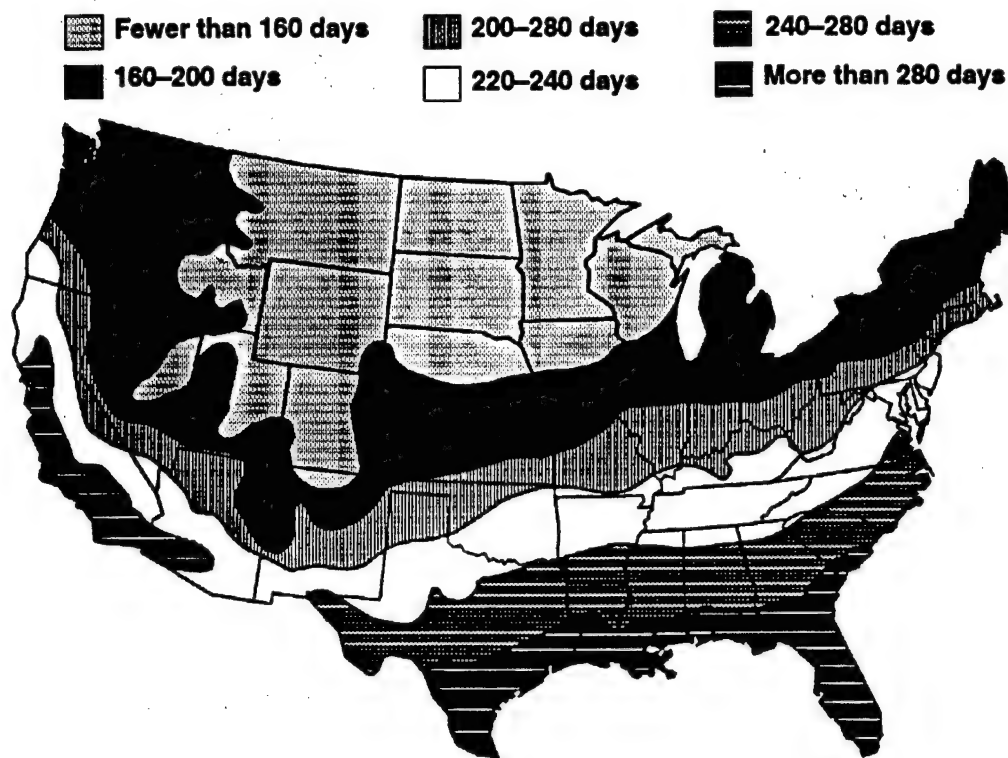 Fewer than 160 days
200–280 days
240–280 days
160–200 days
220–240 days
More than 280 days